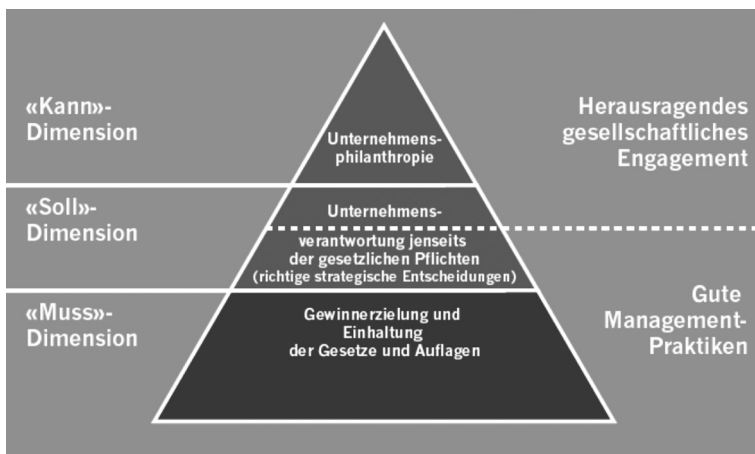 «Kann»-
Dimension
Unternehmens-
philanthropie
Herausragendes
gesellschaftliches
Engagement
«Soll»-
Dimension
Unternehmens-
verantwortung jenseits
der gesetzlichen Pflichten
(richtige strategische Entscheidungen)
«Muss»-
Dimension
Gewinnerzielung und
Einhaltung
der Gesetze und Auflagen
Gute
Management-
Praktiken